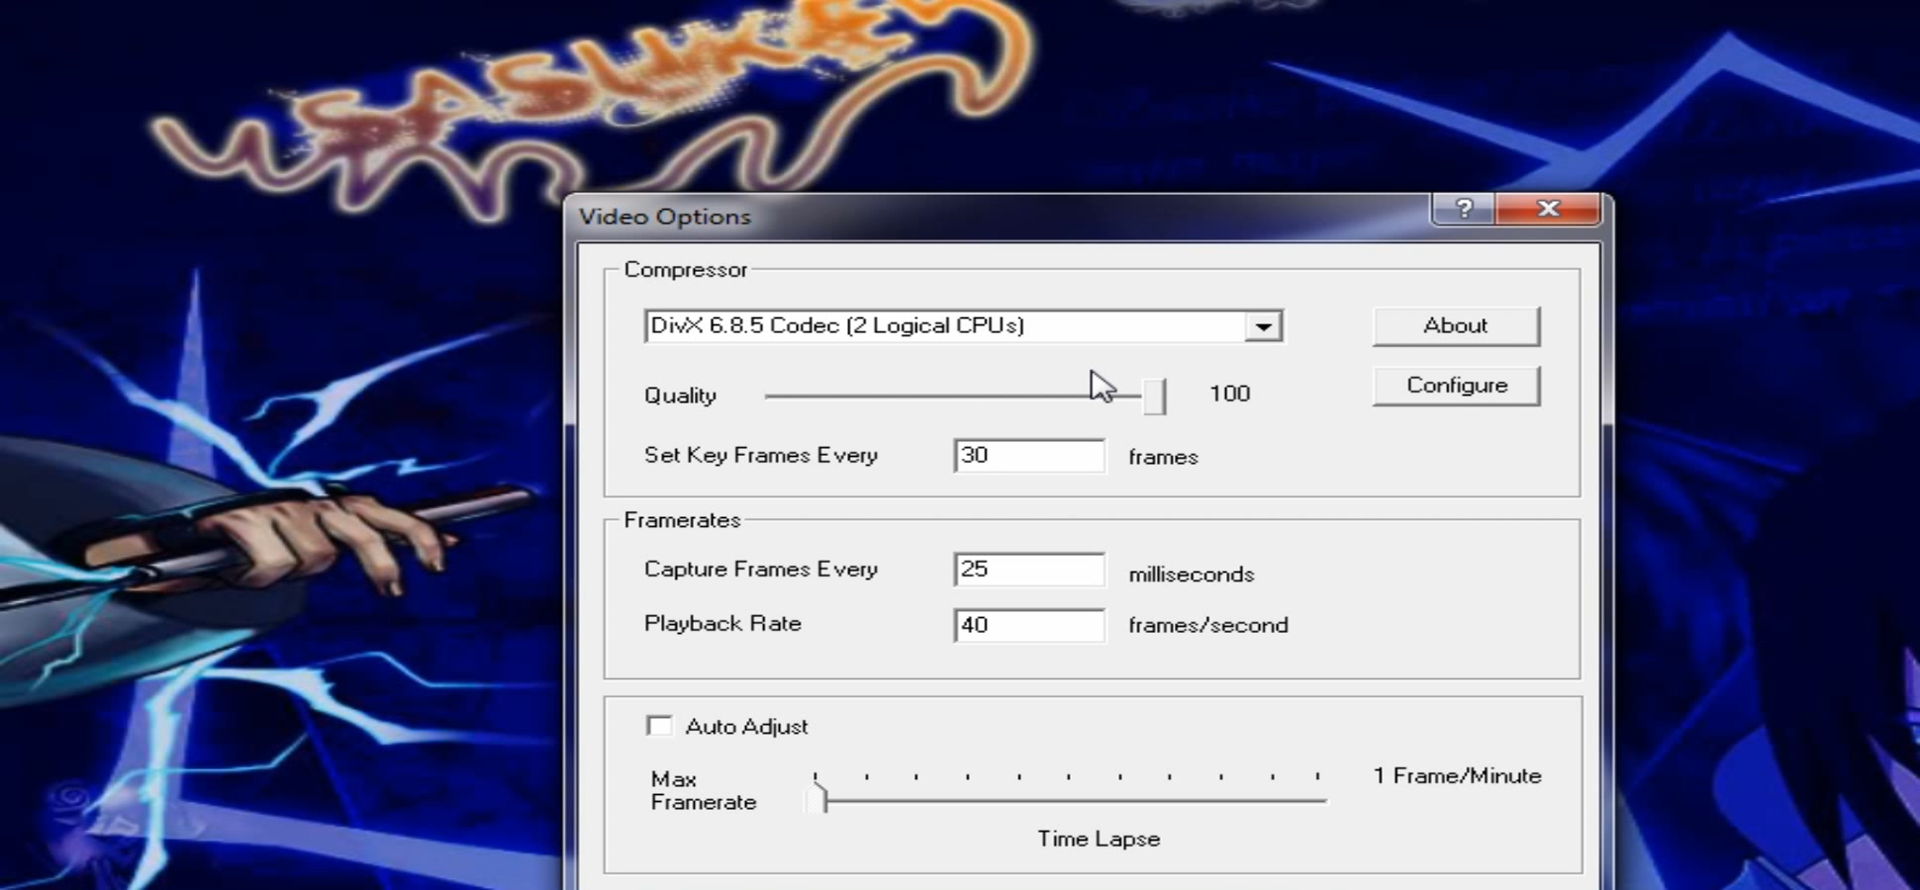 SASUKE
Video Options
?
Compressor
DivX 6.8.5 Codec (2 Logical CPUs)
About
Quality
100
Configure
Set Key Frames Every
30
frames
Framerates
Capture Frames Every
25
milliseconds
Playback Rate
40
frames/second
Auto Adjust
Max
Framerate
1 Frame/Minute
Time Lapse